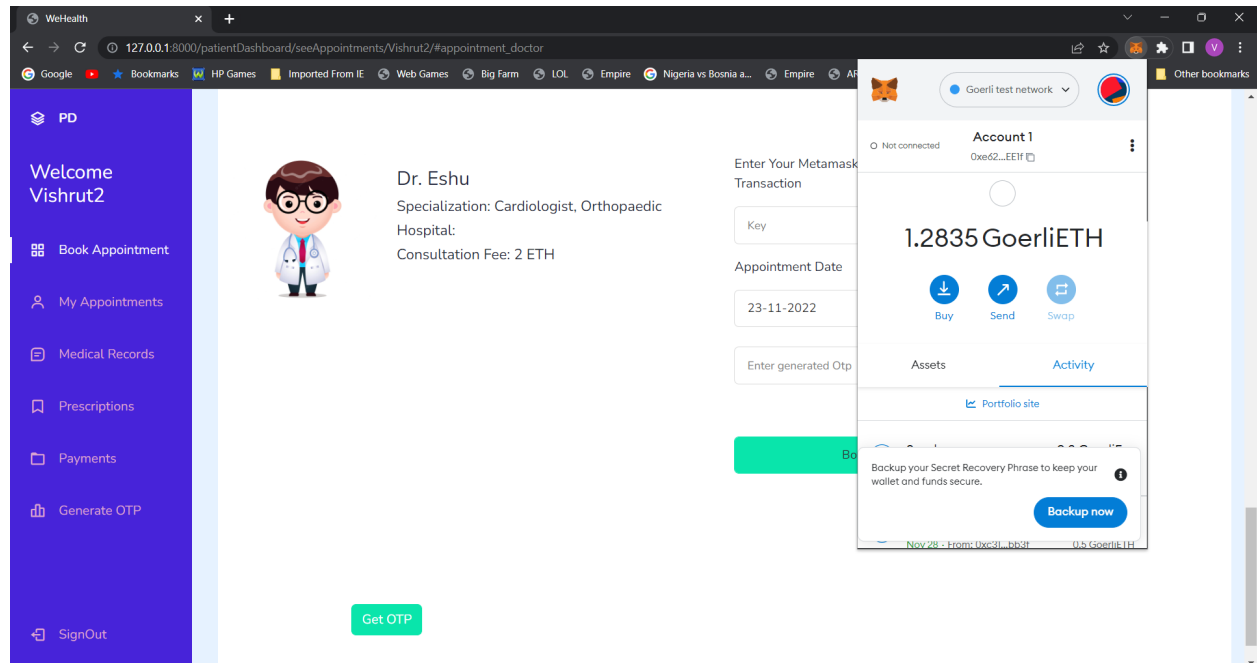 WeHealth
127.0.0.1:8000/patientDashboard/seeAppointments/Vishrut2/#appointment_doctor
V
Google
Bookmarks
HP Games
Imported From IE
Web Games
Big Farm
LOL
Empire
Nigeria vs Bosnia a...
Empire
Other bookmarks
PD
Welcome
Vishrut2
Book Appointment
My Appointments
Medical Records
Prescriptions
Payments
Generate OTP
SignOut
Dr. Eshu
Specialization: Cardiologist, Orthopaedic
Hospital:
Consultation Fee: 2 ETH
Get OTP
Enter Your Metamask
Transaction
Key
Appointment Date
23-11-2022
Enter generated Otp
Bo
Goerli test network
Not connected
Account 1
0xe62...EE1f
1.2835 GoerliETH
Buy
Send
Swap
Assets
Activity
Portfolio site
Backup your Secret Recovery Phrase to keep your
wallet and funds secure.
Backup now
Nov 28 - From: 0xc31...bb3f
0.5 GoerliETH